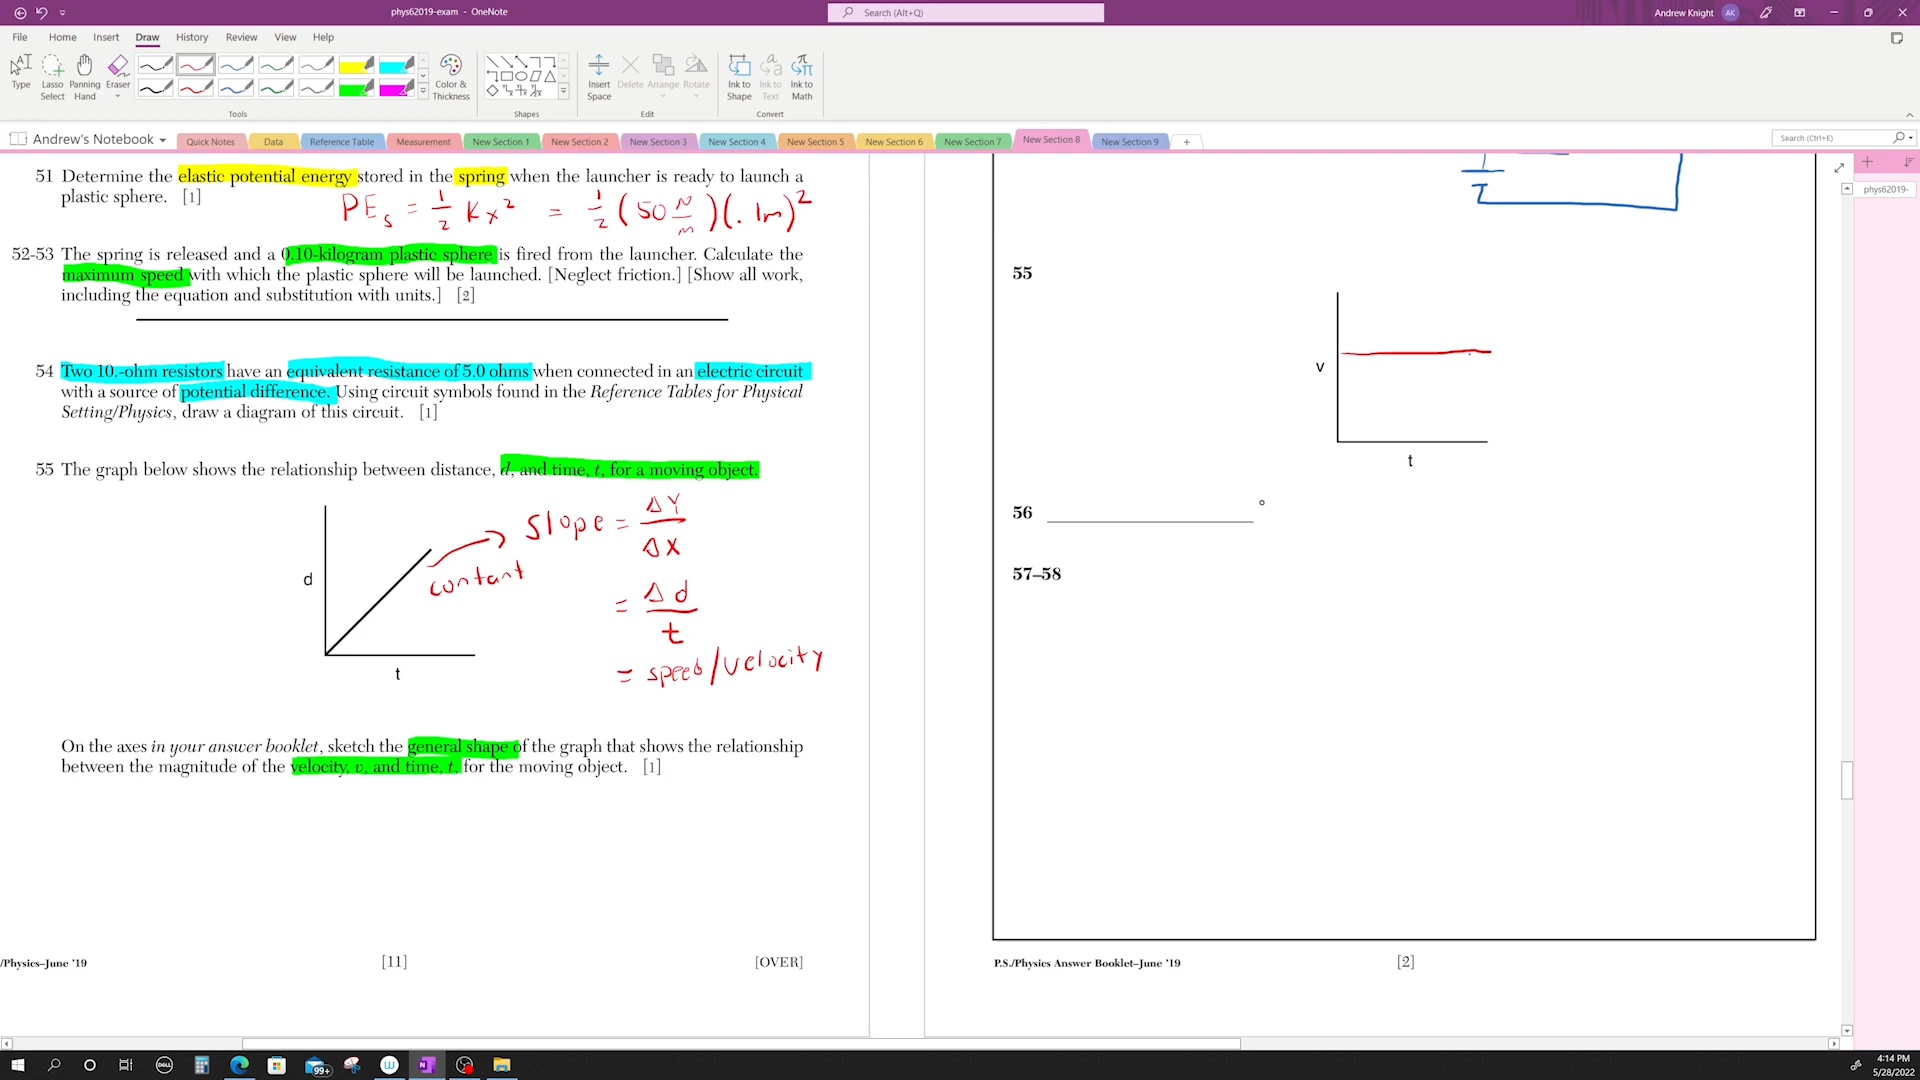 phys62019-exam - OneNote
Search (Alt+Q)
Andrew Knight AK
File Home Insert Draw History Review View Help
Type Lasso Select Panning Hand Eraser Color & Thickness Insert Space Delete Arrange Rotate Ink to Shape Ink to Text Ink to Math
Tools Shapes Edit Convert
Andrew's Notebook Quick Notes Data Reference Table Measurement New Section 1 New Section 2 New Section 3 New Section 4 New Section 5 New Section 6 New Section 7 New Section 8 New Section 9 +
Search (Ctrl+E)
phys62019-
51 Determine the elastic potential energy stored in the spring when the launcher is ready to launch a
plastic sphere. [1]
PEs = 1/2 Kx² = 1/2 (50 N/m)(.1m)²
52-53 The spring is released and a 0.10-kilogram plastic sphere is fired from the launcher. Calculate the
maximum speed with which the plastic sphere will be launched. [Neglect friction.] [Show all work,
including the equation and substitution with units.] [2]
54 Two 10.-ohm resistors have an equivalent resistance of 5.0 ohms when connected in an electric circuit
with a source of potential difference. Using circuit symbols found in the Reference Tables for Physical
Setting/Physics, draw a diagram of this circuit. [1]
55 The graph below shows the relationship between distance, d, and time, t, for a moving object.
d
t
contant
Slope = ΔY/ΔX
= Δd/t
= speed/velocity
On the axes in your answer booklet, sketch the general shape of the graph that shows the relationship
between the magnitude of the velocity, v, and time, t, for the moving object. [1]
/Physics–June '19 [11] [OVER]
55
v
t
56 °
57–58
P.S./Physics Answer Booklet–June '19 [2]
99+
4:14 PM
5/28/2022